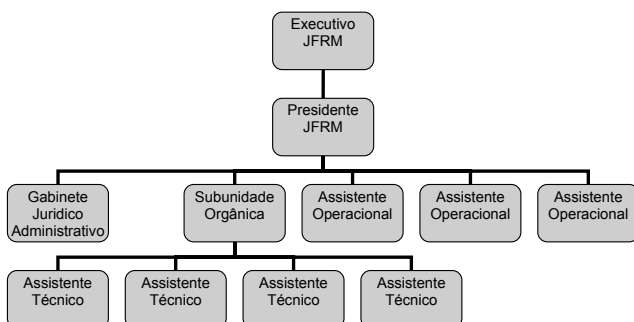 Executivo
JFRM
Presidente
JFRM
Gabinete
Juridico
Administrativo
Subunidade
Orgânica
Assistente
Operacional
Assistente
Operacional
Assistente
Operacional
Assistente
Técnico
Assistente
Técnico
Assistente
Técnico
Assistente
Técnico